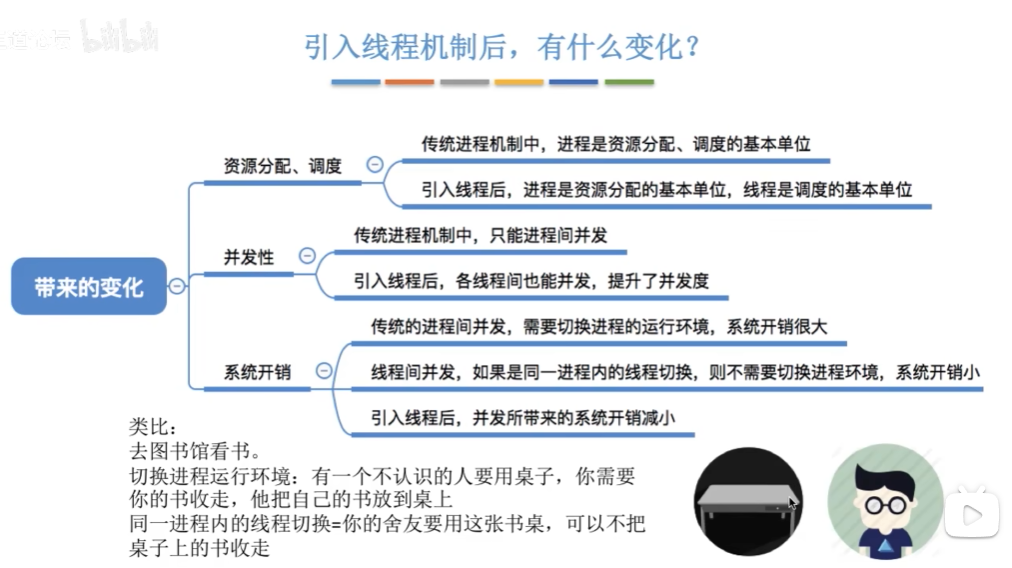 bilibili
引入线程机制后，有什么变化？
带来的变化
资源分配、调度
传统进程机制中，进程是资源分配、调度的基本单位
引入线程后，进程是资源分配的基本单位，线程是调度的基本单位
并发性
传统进程机制中，只能进程间并发
引入线程后，各线程间也能并发，提升了并发度
系统开销
传统的进程间并发，需要切换进程的运行环境，系统开销很大
线程间并发，如果是同一进程内的线程切换，则不需要切换进程环境，系统开销小
引入线程后，并发所带来的系统开销减小
类比：
去图书馆看书。
切换进程运行环境：有一个不认识的人要用桌子，你需要
你的书收走，他把自己的书放到桌上
同一进程内的线程切换=你的舍友要用这张书桌，可以不把
桌子上的书收走